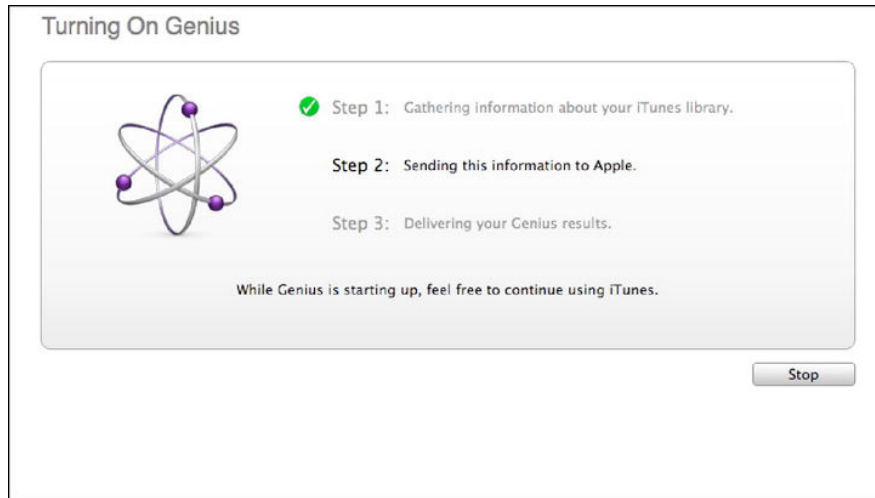 Turning On Genius
Step 1: Gathering information about your iTunes library.
Step 2: Sending this information to Apple.
Step 3: Delivering your Genius results.
While Genius is starting up, feel free to continue using iTunes.
Stop